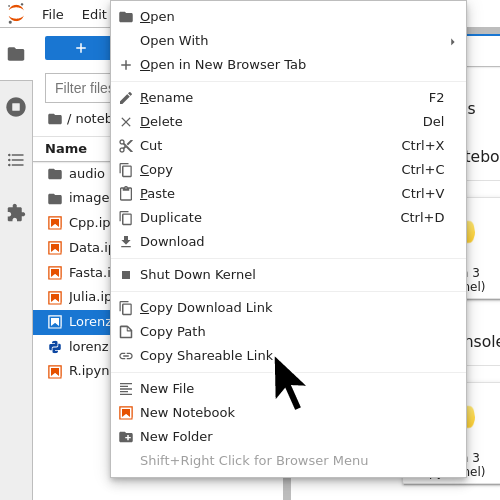 File Edit
Open
Open With
Open in New Browser Tab
Filter files
Rename F2
/ noteb
Delete Del
Name
Cut Ctrl+X
audio
Copy Ctrl+C
image
Paste Ctrl+V
Cpp.ip
Duplicate Ctrl+D
Data.ip
Download
Fasta.i
Shut Down Kernel
Julia.ip
Copy Download Link
Lorenz
Copy Path
lorenz
Copy Shareable Link
R.ipyn
New File
New Notebook
New Folder
Shift+Right Click for Browser Menu
s
tebo
3
nel)
nsole
3